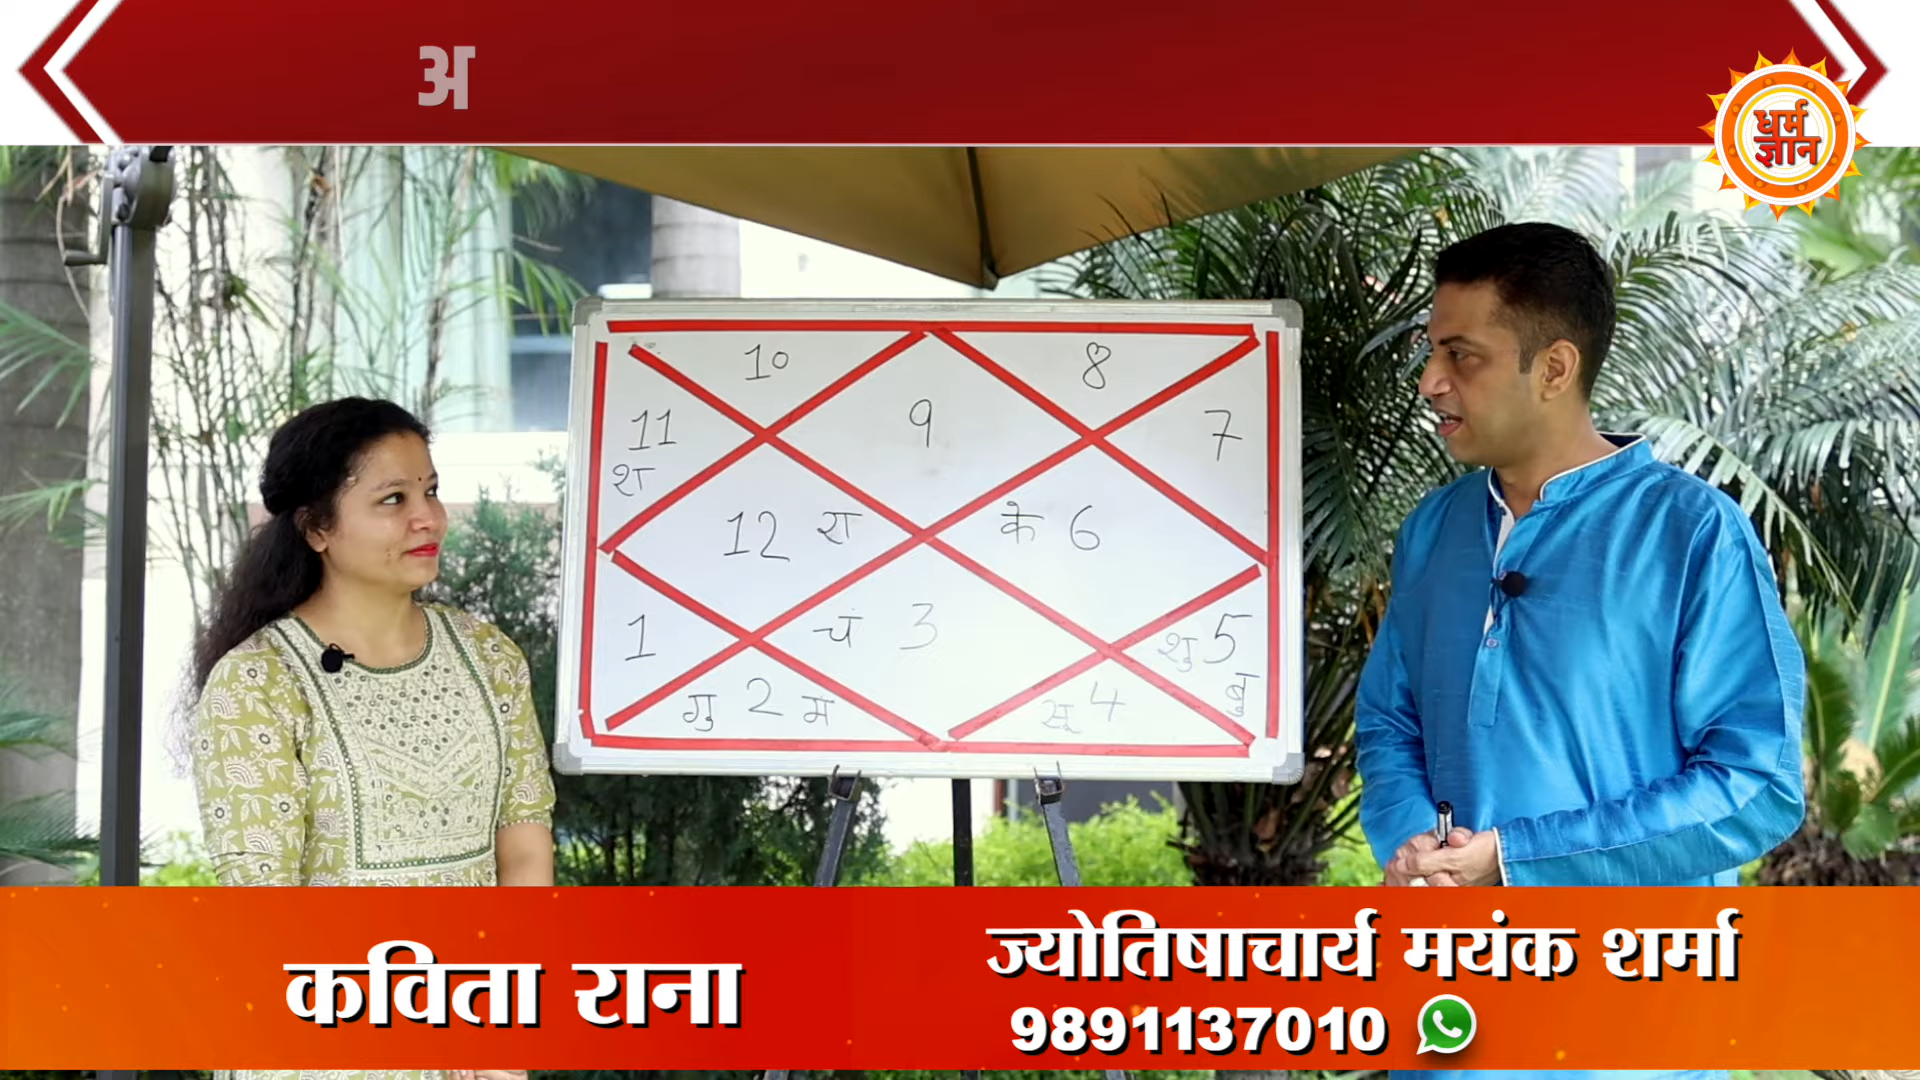 अ
धर्म
ज्ञान
10
8
11
9
7
श
12 रा
के 6
1
चं 3
शु 5
बु
गु 2 मं
सू 4
कविता राना
ज्योतिषाचार्य मयंक शर्मा
9891137010